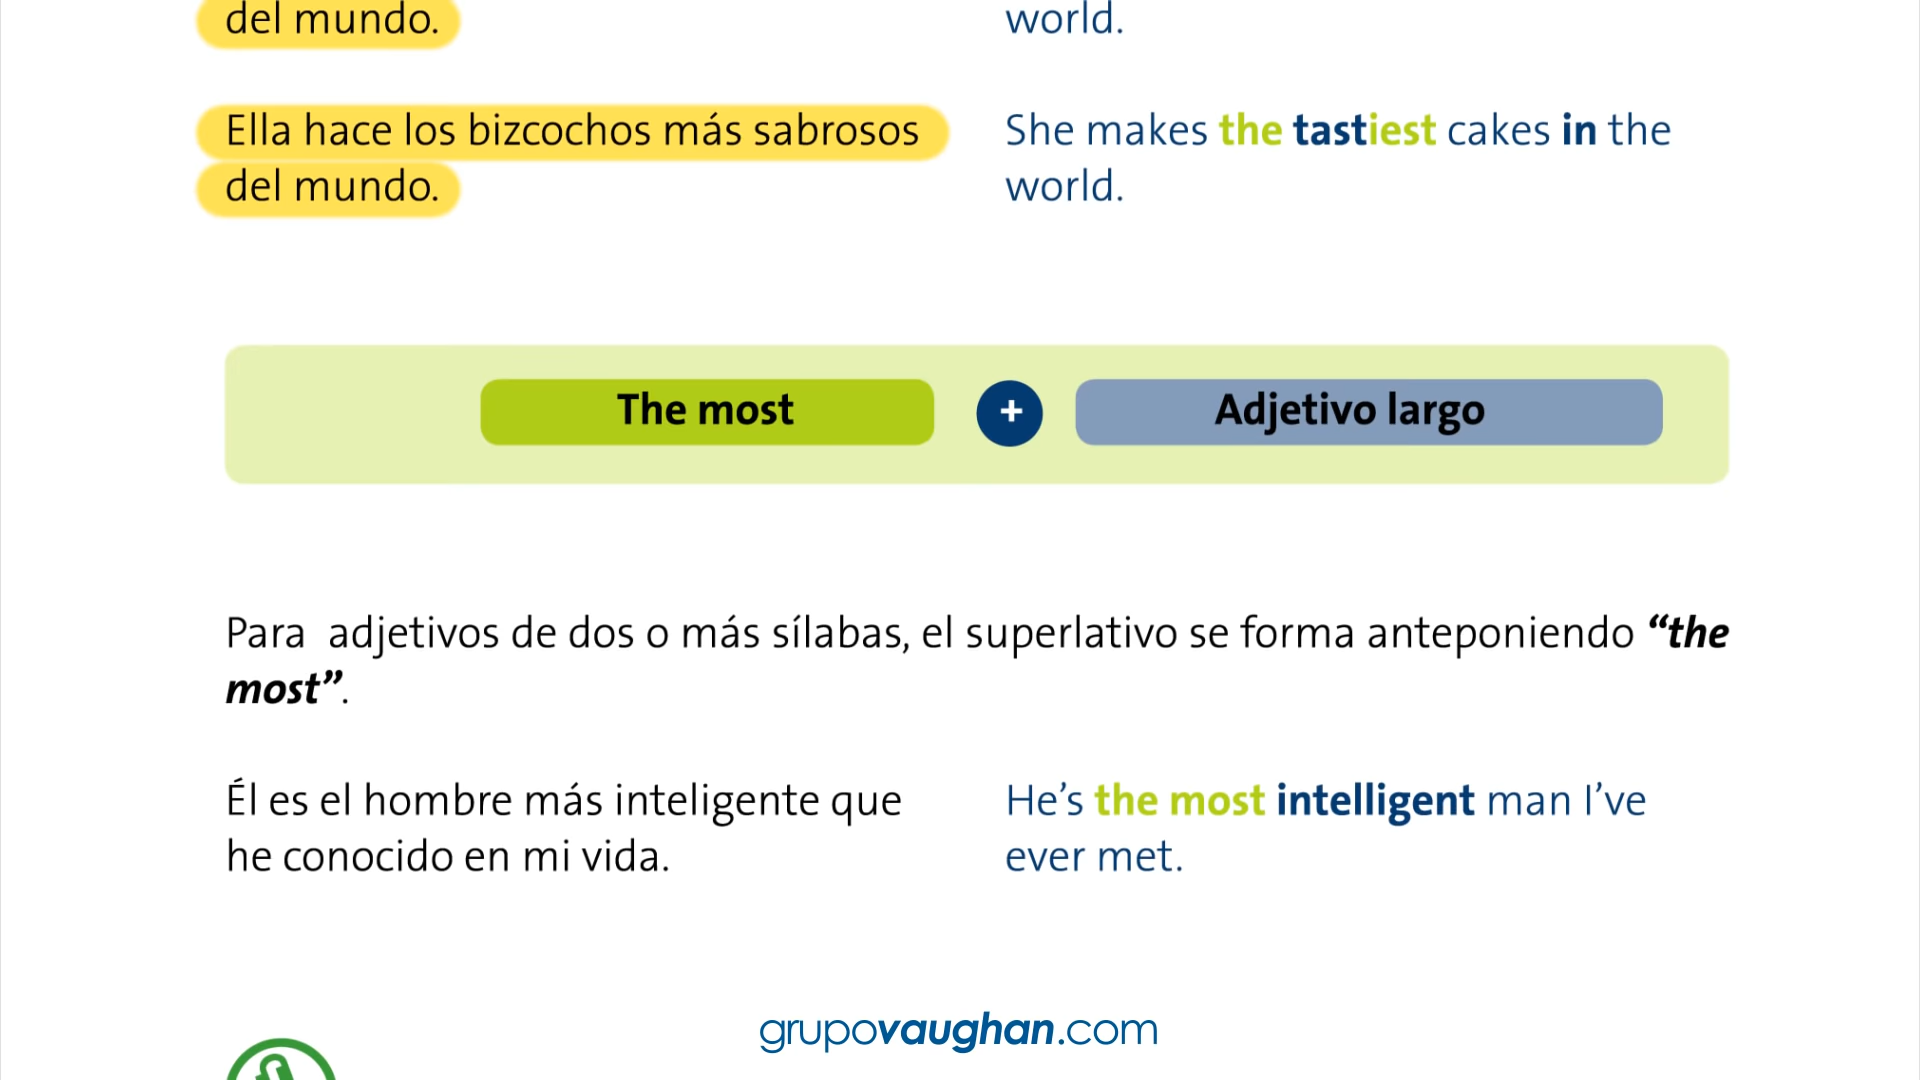 del mundo.
world.
Ella hace los bizcochos más sabrosos
del mundo.
She makes the tastiest cakes in the
world.
The most + Adjetivo largo
Para  adjetivos de dos o más sílabas, el superlativo se forma anteponiendo “the
most”.
Él es el hombre más inteligente que
he conocido en mi vida.
He’s the most intelligent man I’ve
ever met.
grupovaughan.com